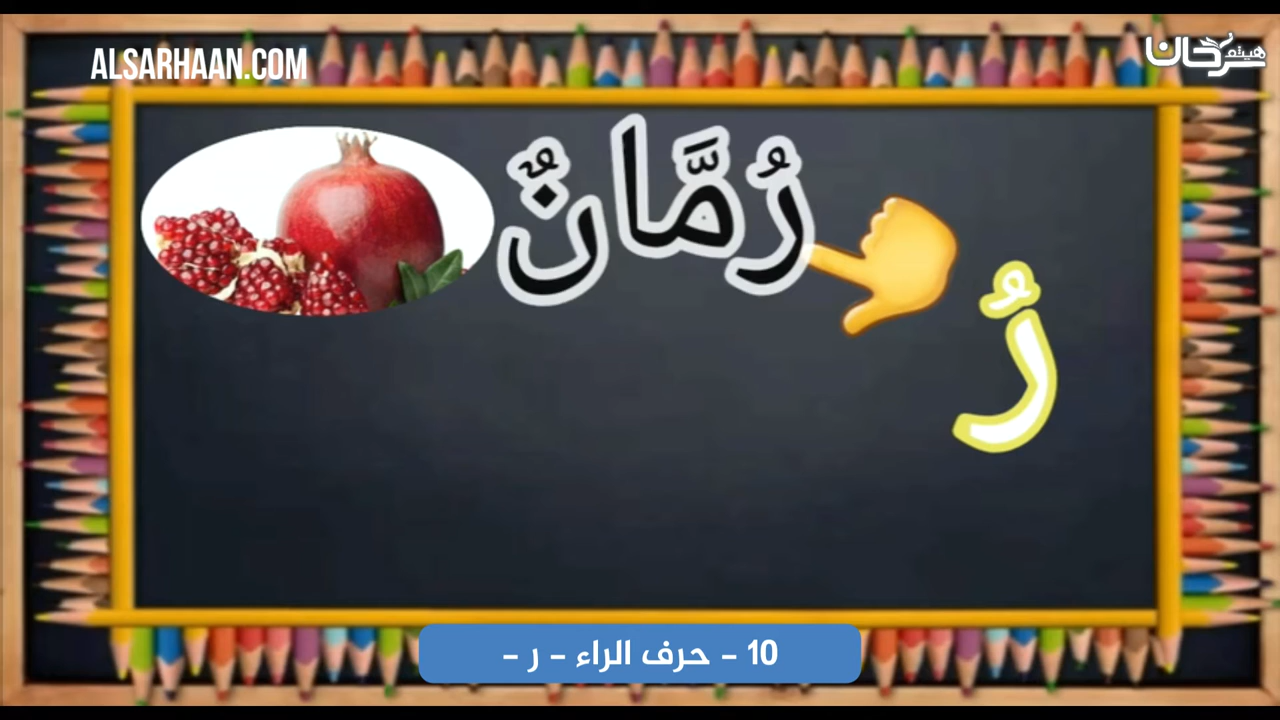 ALSARHAAN.COM
هيثم سرحان
رُمَّانٌ
رُ
10 - حرف الراء - ر -